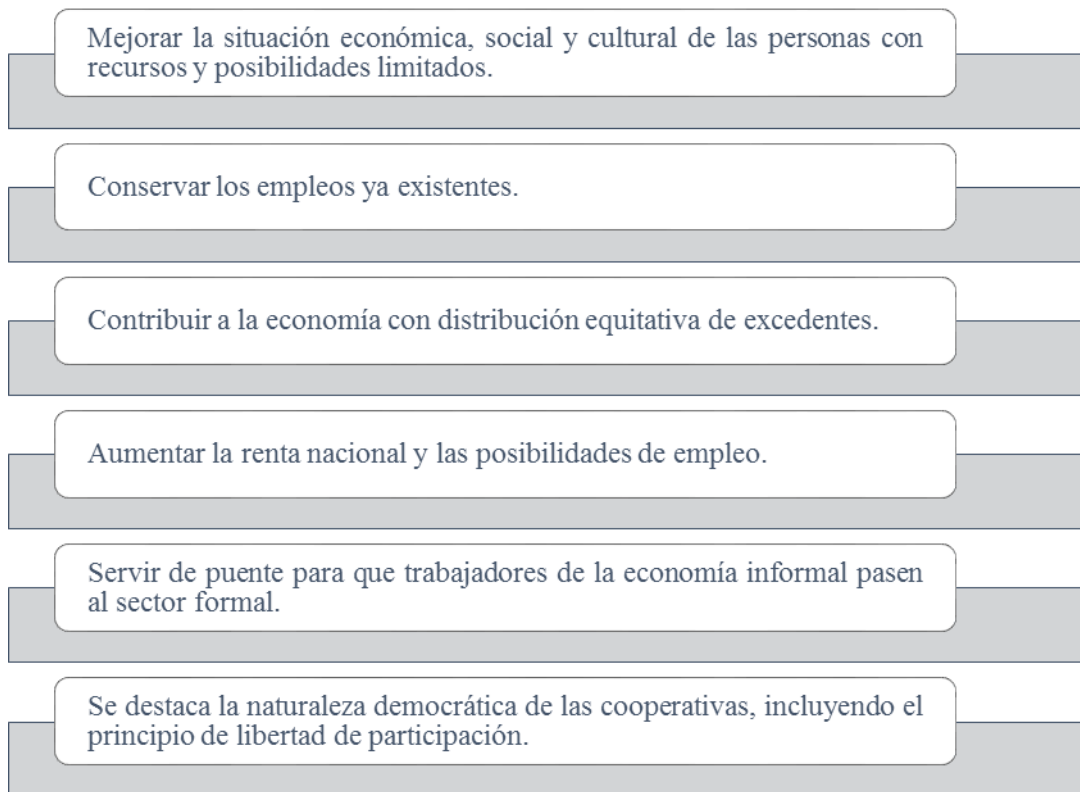 Mejorar la situación económica, social y cultural de las personas con
recursos y posibilidades limitados.
Conservar los empleos ya existentes.
Contribuir a la economía con distribución equitativa de excedentes.
Aumentar la renta nacional y las posibilidades de empleo.
Servir de puente para que trabajadores de la economía informal pasen
al sector formal.
Se destaca la naturaleza democrática de las cooperativas, incluyendo el
principio de libertad de participación.